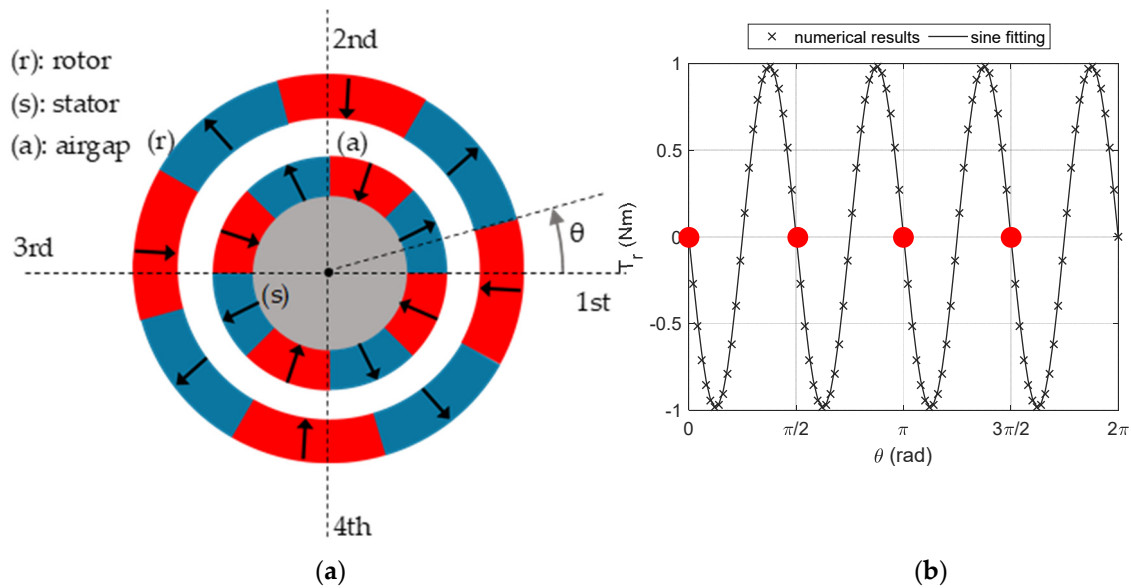 (r): rotor
(s): stator
(a): airgap
2nd
(r)
(a)
θ
3rd
1st
(s)
4th
(a)
× numerical results — sine fitting
T_r (Nm)
1
0.5
0
-0.5
-1
0 π/2 π 3π/2 2π
θ (rad)
(b)